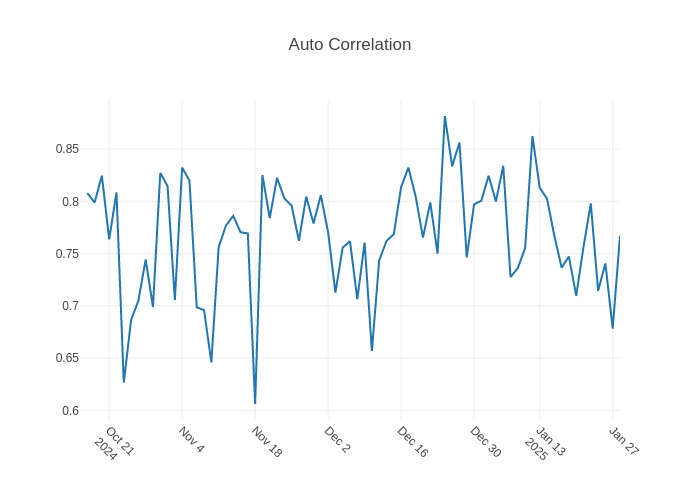 Auto Correlation
0.85
0.8
0.75
0.7
0.65
0.6
Oct 21
2024
Nov 4
Nov 18
Dec 2
Dec 16
Dec 30
Jan 13
2025
Jan 27